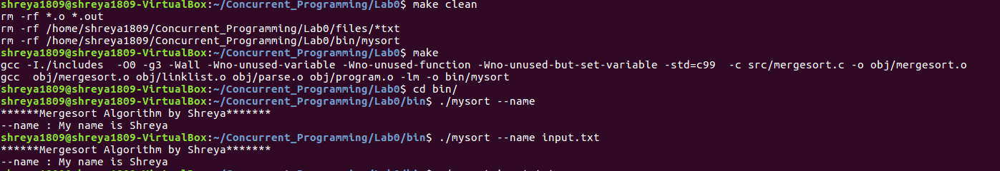 shreya1809@shreya1809-VirtualBox:~/Concurrent_Programming/Lab0$ make clean
rm -rf *.o *.out
rm -rf /home/shreya1809/Concurrent_Programming/Lab0/files/*txt
rm -rf /home/shreya1809/Concurrent_Programming/Lab0/bin/mysort
shreya1809@shreya1809-VirtualBox:~/Concurrent_Programming/Lab0$ make
gcc -I./includes  -O0 -g3 -Wall -Wno-unused-variable -Wno-unused-function -Wno-unused-but-set-variable -std=c99  -c src/mergesort.c -o obj/mergesort.o
gcc  obj/mergesort.o obj/linklist.o obj/parse.o obj/program.o -lm -o bin/mysort
shreya1809@shreya1809-VirtualBox:~/Concurrent_Programming/Lab0$ cd bin/
shreya1809@shreya1809-VirtualBox:~/Concurrent_Programming/Lab0/bin$ ./mysort --name
******Mergesort Algorithm by Shreya*******
--name : My name is Shreya
shreya1809@shreya1809-VirtualBox:~/Concurrent_Programming/Lab0/bin$ ./mysort --name input.txt
******Mergesort Algorithm by Shreya*******
--name : My name is Shreya